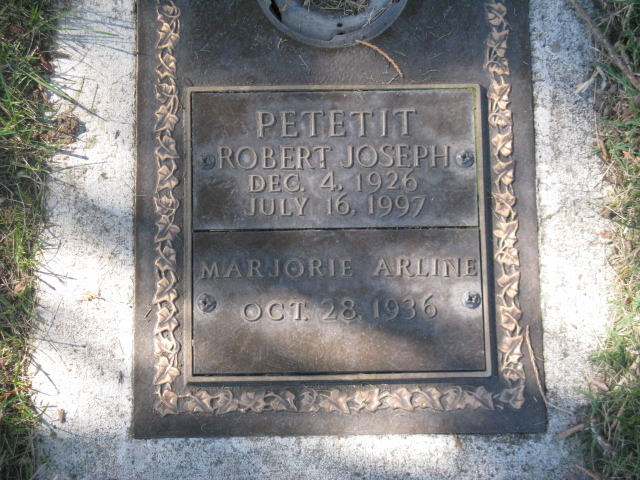 PETETIT
ROBERT JOSEPH
DEC. 4, 1926
JULY 16, 1997
MARJORIE ARLINE
OCT. 28, 1936